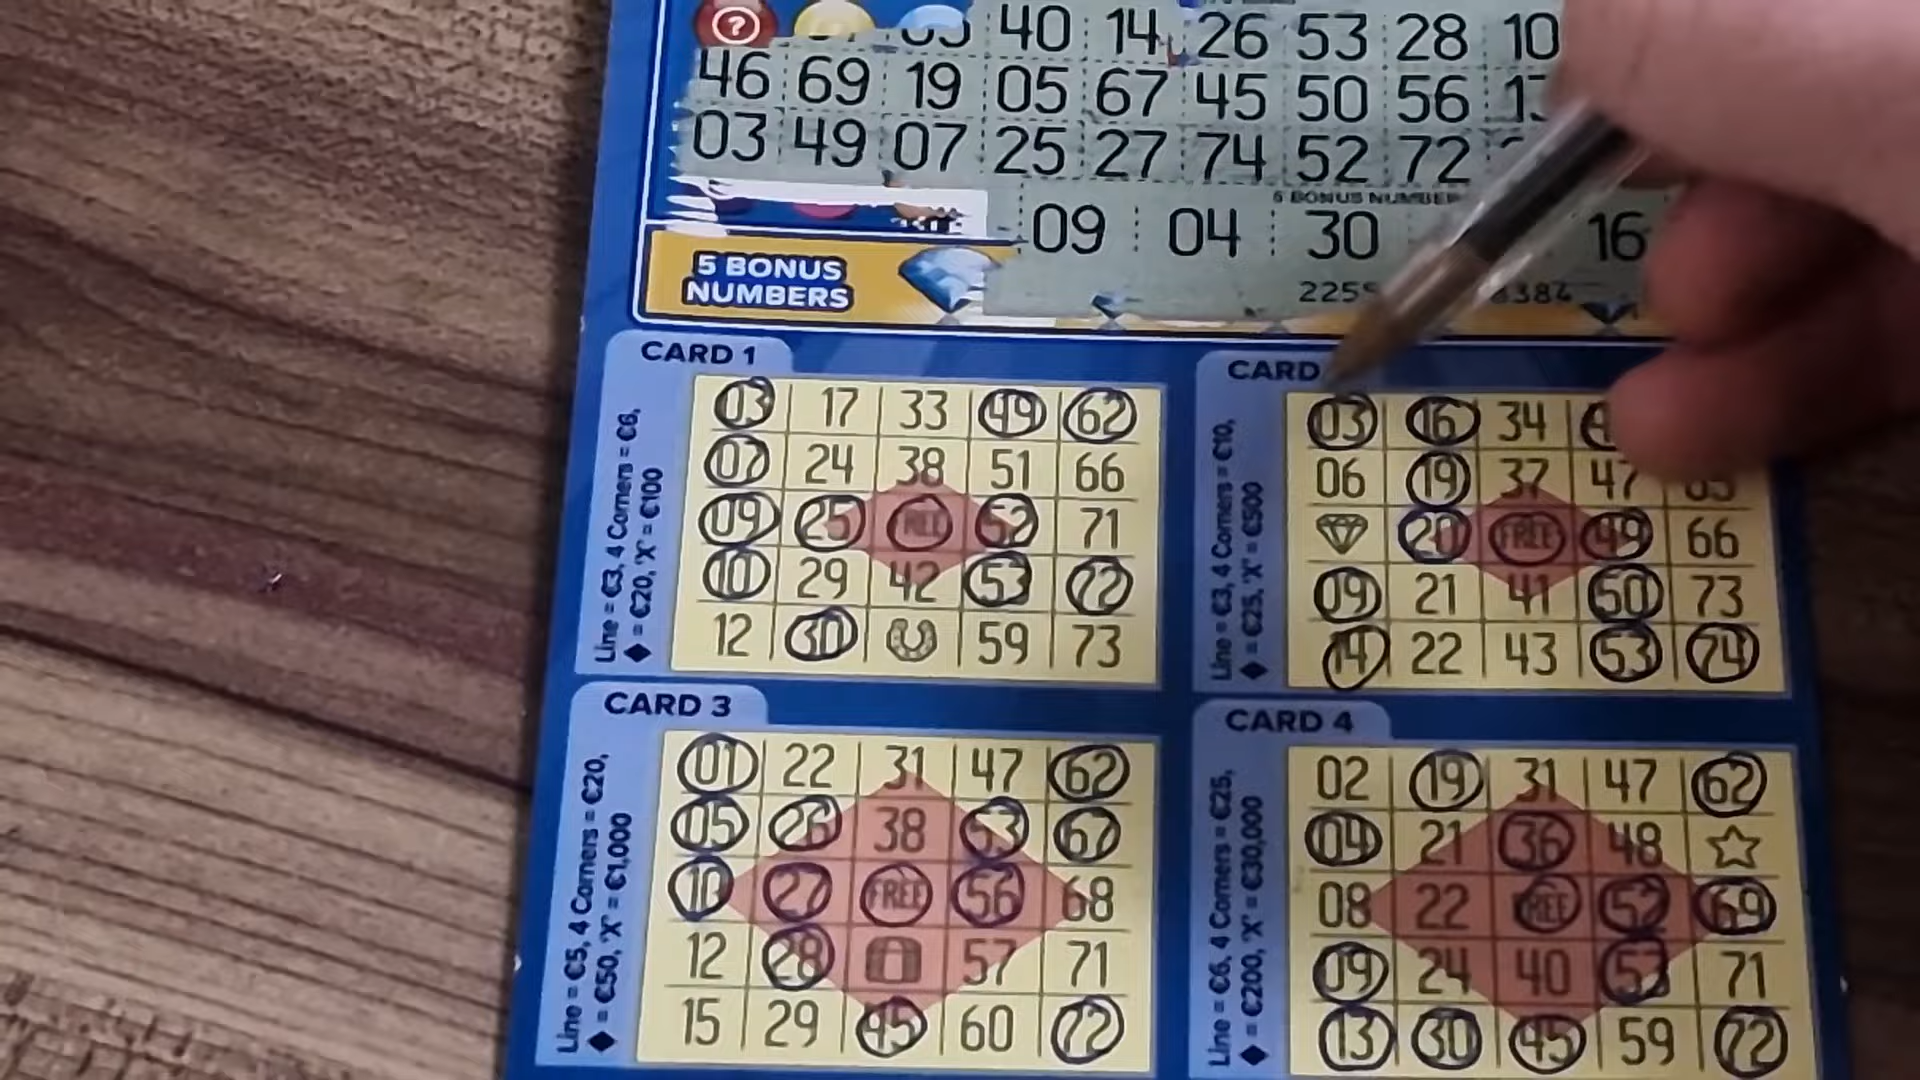 40 14 26 53 28 10
46 69 19 05 67 45 50 56
03 49 07 25 27 74 52 72
5 BONUS NUMBER
09 04 30 16
5 BONUS
NUMBERS
CARD 1
Line = €3, 4 Corners = €6,
♦ = €20, 'X' = €100
03 17 33 49 62
07 24 38 51 66
09 25 FREE 52 71
10 29 42 53 72
12 30 59 73
CARD
Line = €3, 4 Corners = €10,
♦ = €25, 'X' = €500
03 16 34
06 19 37 47
20 FREE 49 66
09 21 41 50 73
14 22 43 53 74
CARD 3
Line = €5, 4 Corners = €20,
♦ = €50, 'X' = €1,000
01 22 31 47 62
05 26 38 53 67
10 27 FREE 56 68
12 28 57 71
15 29 45 60 72
CARD 4
Line = €6, 4 Corners = €25,
♦ = €200, 'X' = €30,000
02 19 31 47 62
04 21 36 48
08 22 FREE 52 69
09 24 40 53 71
13 30 45 59 72